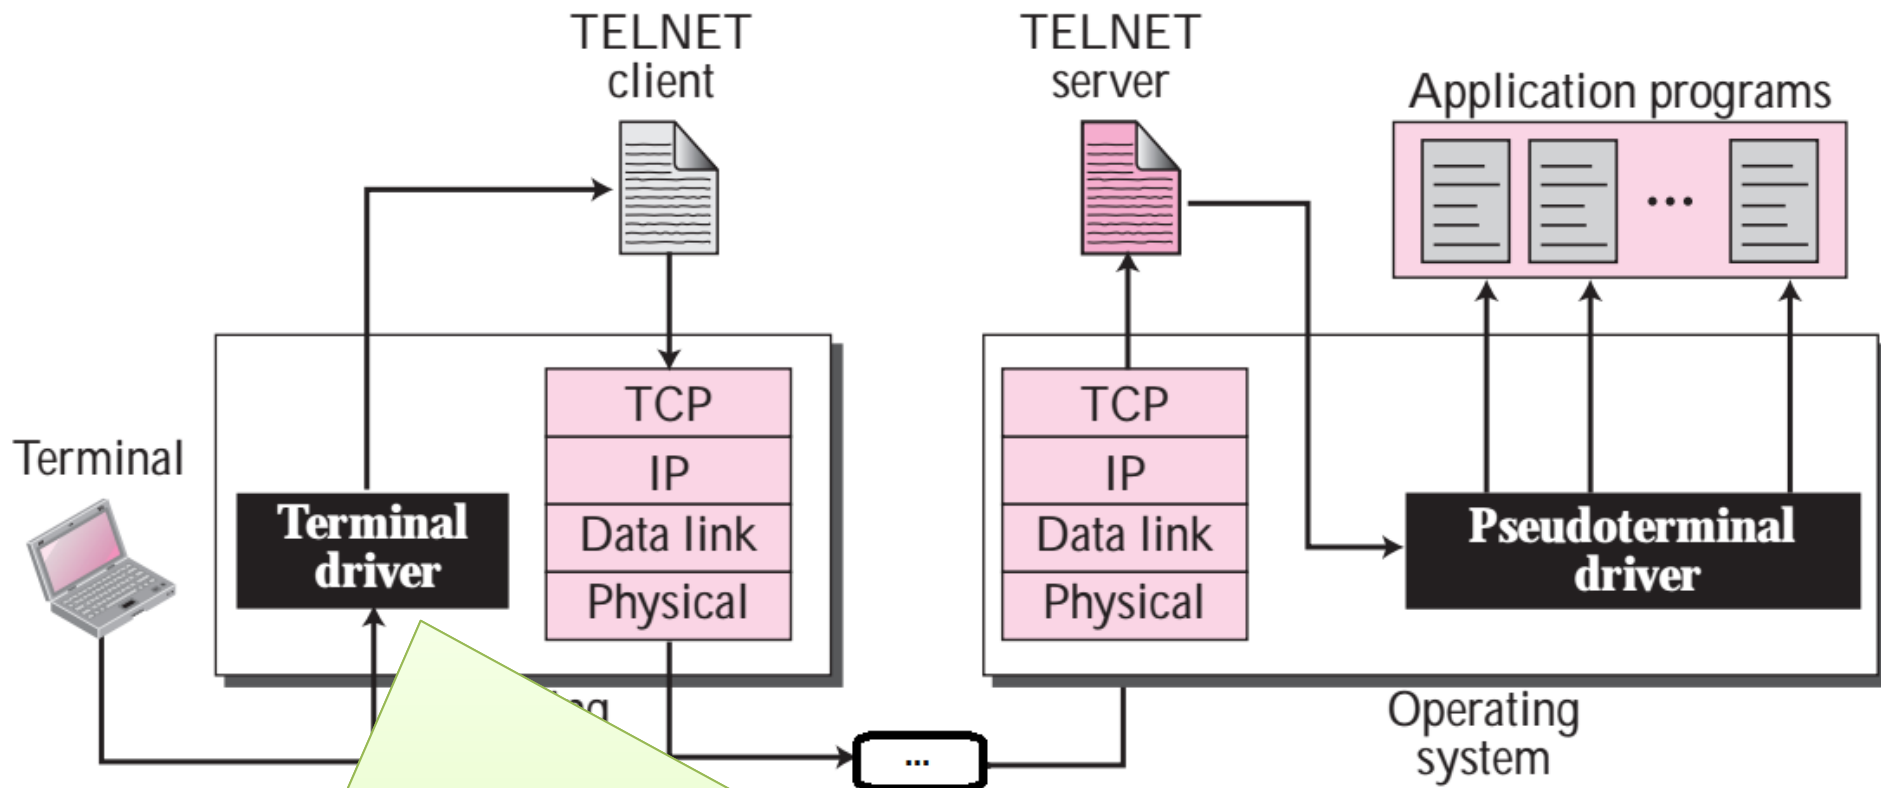 TELNET
client
TELNET
server
Application programs
...
Terminal
Terminal
driver
TCP
IP
Data link
Physical
TCP
IP
Data link
Physical
Pseudoterminal
driver
...
Operating
system